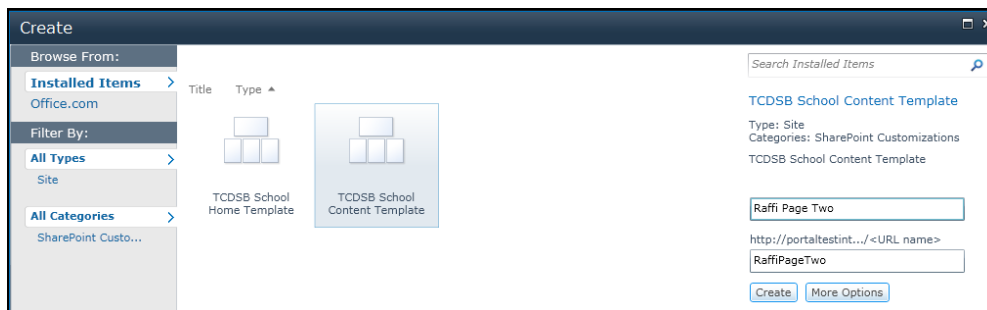 Create
Browse From:
Installed Items
Office.com
Filter By:
All Types
Site
All Categories
SharePoint Custo...
Title Type
TCDSB School
Home Template
TCDSB School
Content Template
Search Installed Items
TCDSB School Content Template
Type: Site
Categories: SharePoint Customizations
TCDSB School Content Template
Raffi Page Two
http://portaltestint.../<URL name>
RaffiPageTwo
Create More Options